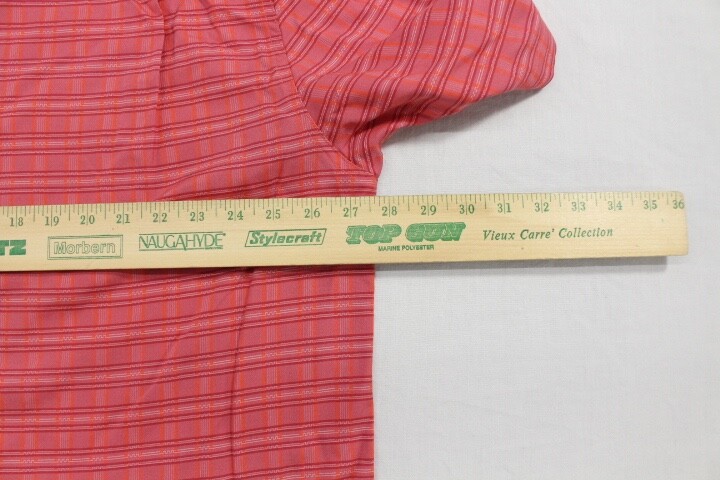 18 19 20 21 22 23 24 25 26 27 28 29 30 31 32 33 34 35 36
TZ Morbern NAUGAHYDE Stylecraft TOP GUN Vieux Carre' Collection
MARINE POLYESTER